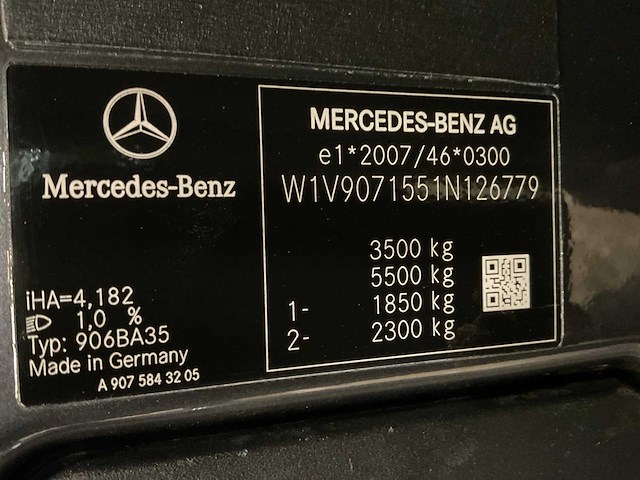 Mercedes-Benz
MERCEDES-BENZ AG
e1*2007/46*0300
W1V9071551N126779
3500 kg
5500 kg
1- 1850 kg
2- 2300 kg
iHA=4,182
1,0 %
Typ: 906BA35
Made in Germany
A 907 584 32 05